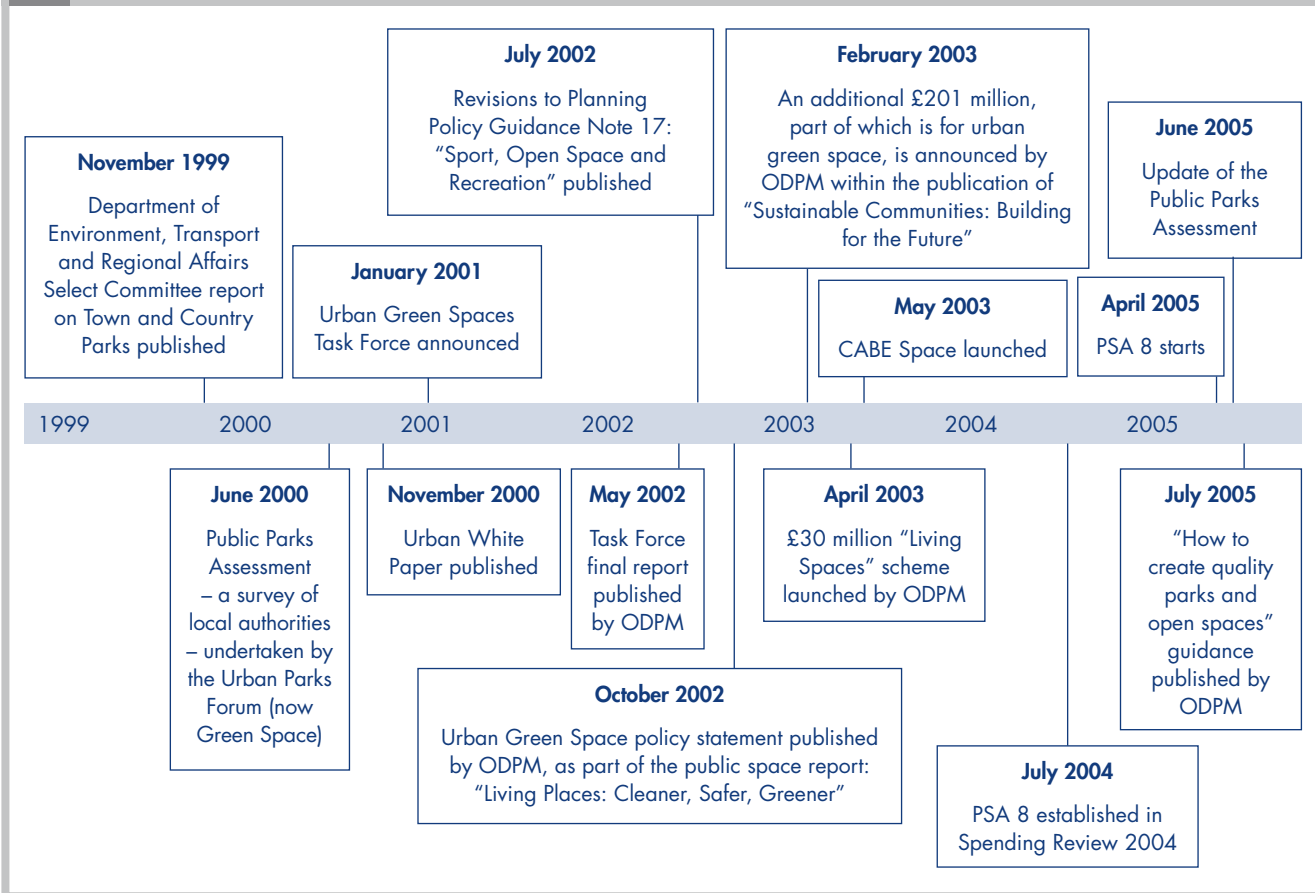 November 1999
Department of
Environment, Transport
and Regional Affairs
Select Committee report
on Town and Country
Parks published
January 2001
Urban Green Spaces
Task Force announced
July 2002
Revisions to Planning
Policy Guidance Note 17:
“Sport, Open Space and
Recreation” published
February 2003
An additional £201 million,
part of which is for urban
green space, is announced by
ODPM within the publication of
“Sustainable Communities: Building
for the Future”
May 2003
CABE Space launched
April 2005
PSA 8 starts
June 2005
Update of the
Public Parks
Assessment
1999 2000 2001 2002 2003 2004 2005
June 2000
Public Parks
Assessment
– a survey of
local authorities
– undertaken by
the Urban Parks
Forum (now
Green Space)
November 2000
Urban White
Paper published
May 2002
Task Force
final report
published
by ODPM
October 2002
Urban Green Space policy statement published
by ODPM, as part of the public space report:
“Living Places: Cleaner, Safer, Greener”
April 2003
£30 million “Living
Spaces” scheme
launched by ODPM
July 2004
PSA 8 established in
Spending Review 2004
July 2005
“How to
create quality
parks and
open spaces”
guidance
published by
ODPM